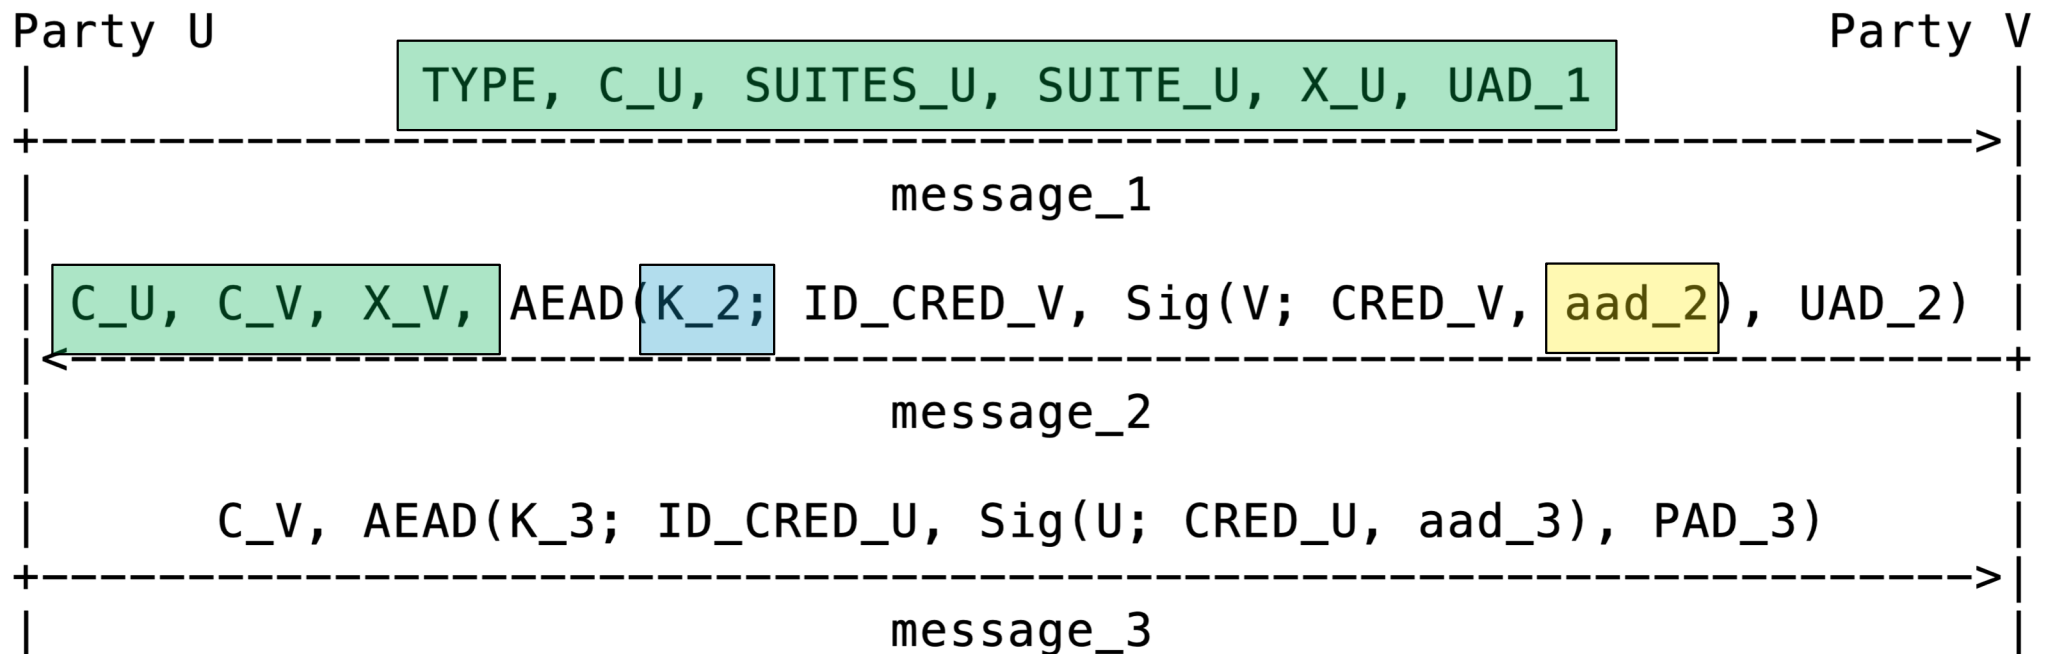 Party U Party V
TYPE, C_U, SUITES_U, SUITE_U, X_U, UAD_1
message_1
C_U, C_V, X_V, AEAD(K_2; ID_CRED_V, Sig(V; CRED_V, aad_2), UAD_2)
message_2
C_V, AEAD(K_3; ID_CRED_U, Sig(U; CRED_U, aad_3), PAD_3)
message_3